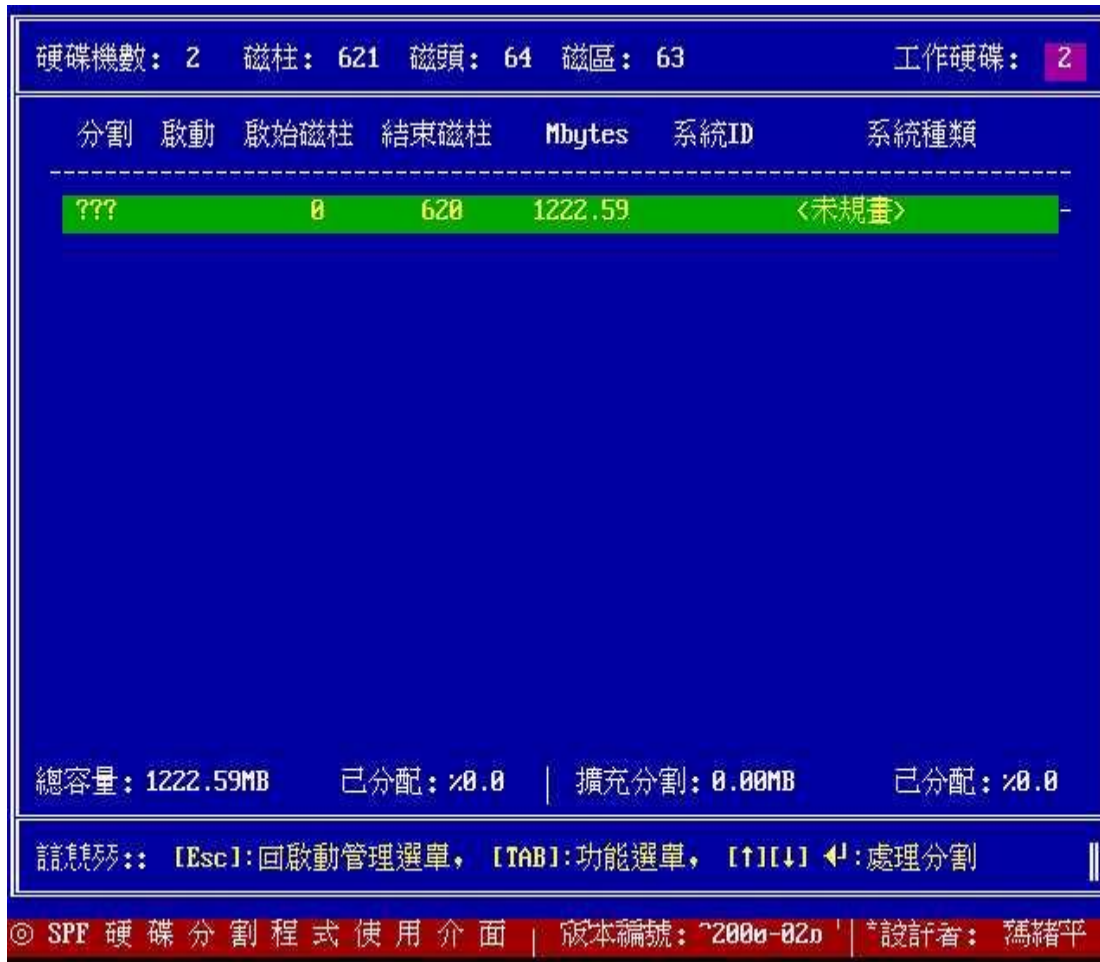 硬碟機數: 2 磁柱: 621 磁頭: 64 磁區: 63 工作硬碟: 2
分割 啟動 啟始磁柱 結束磁柱 Mbytes 系統ID 系統種類
??? 0 620 1222.59 <未規畫>
總容量: 1222.59MB 已分配: %0.0 | 擴充分割: 0.00MB 已分配: %0.0
[Esc]:回啟動管理選單, [TAB]:功能選單, [↑][↓] ↵:處理分割
◎ SPF 硬碟分割程式使用介面 | 版本編號: | 設計者: